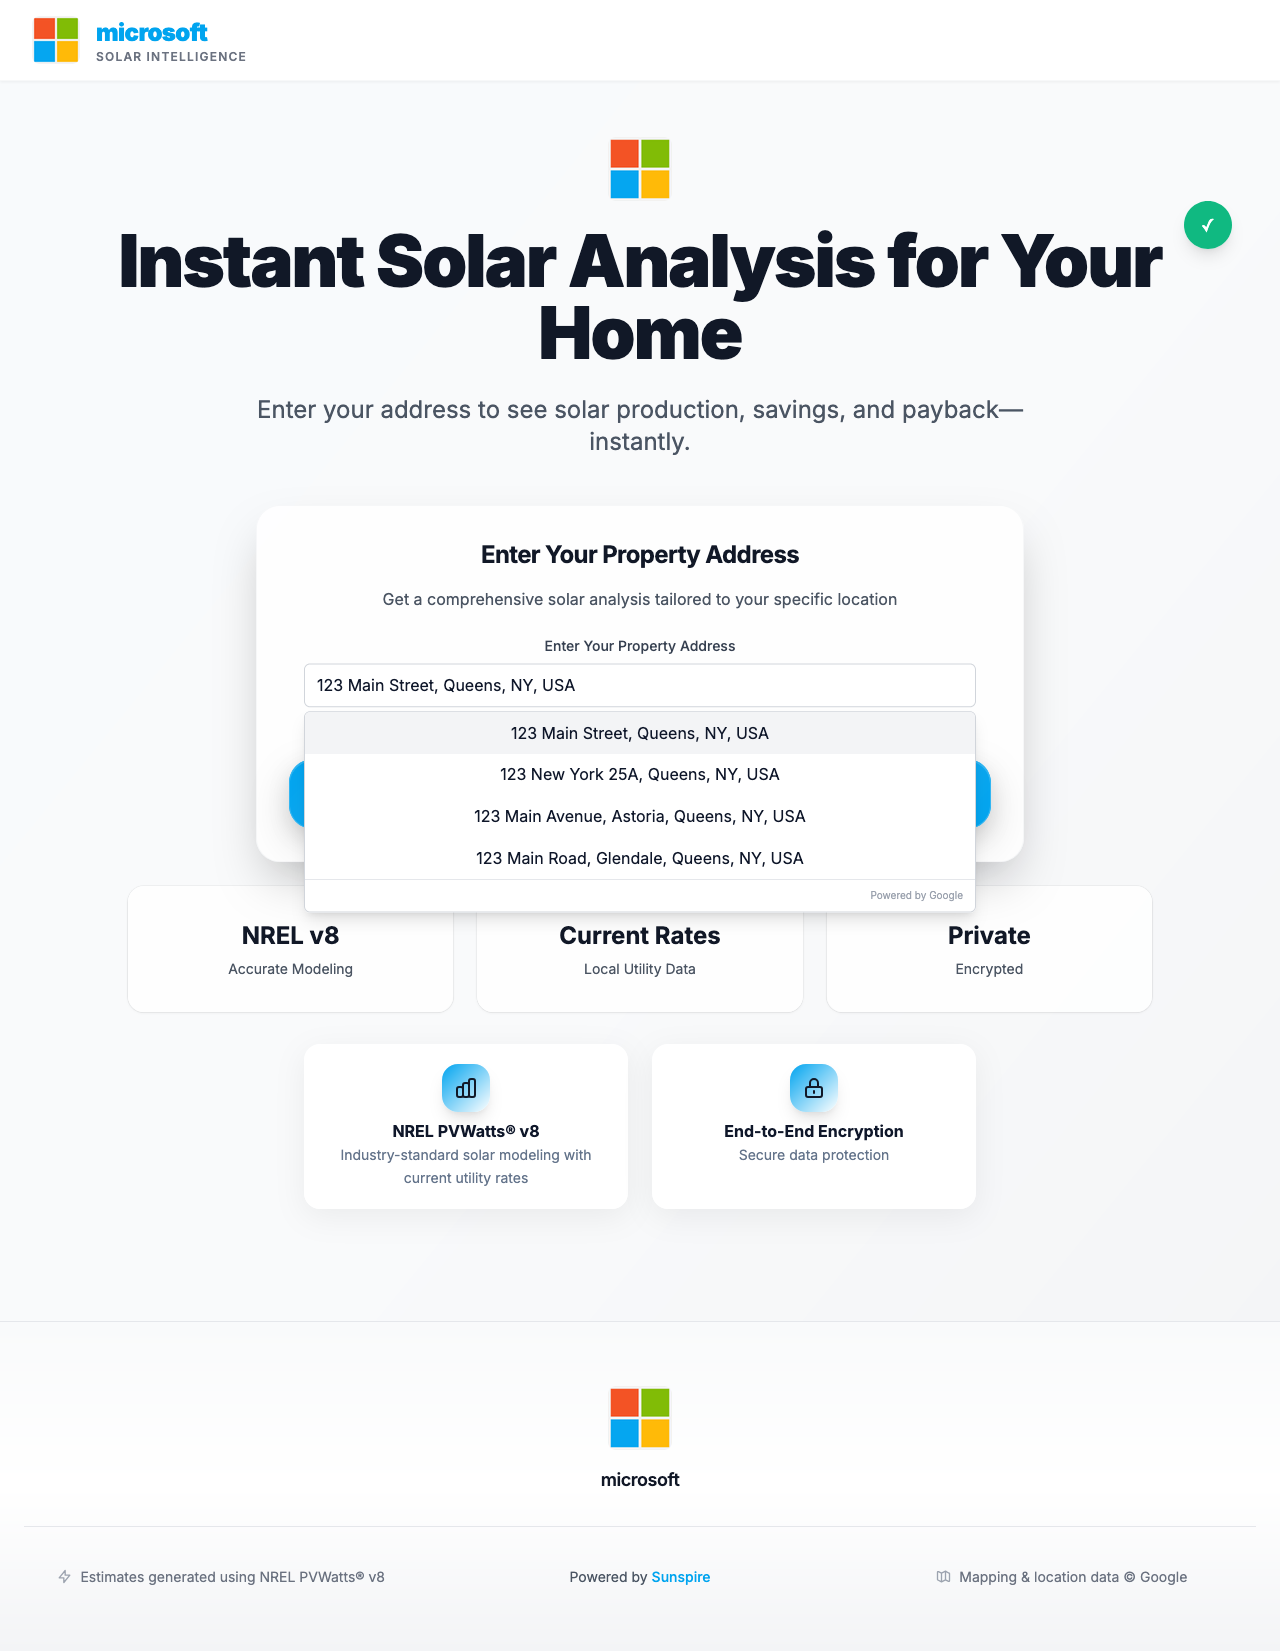 microsoft
SOLAR INTELLIGENCE
Instant Solar Analysis for Your
Home
Enter your address to see solar production, savings, and payback—
instantly.
Enter Your Property Address
Get a comprehensive solar analysis tailored to your specific location
Enter Your Property Address
123 Main Street, Queens, NY, USA
123 Main Street, Queens, NY, USA
123 New York 25A, Queens, NY, USA
123 Main Avenue, Astoria, Queens, NY, USA
123 Main Road, Glendale, Queens, NY, USA
Powered by Google
NREL v8
Accurate Modeling
Current Rates
Local Utility Data
Private
Encrypted
NREL PVWatts® v8
Industry-standard solar modeling with
current utility rates
End-to-End Encryption
Secure data protection
microsoft
Estimates generated using NREL PVWatts® v8
Powered by Sunspire
Mapping & location data © Google